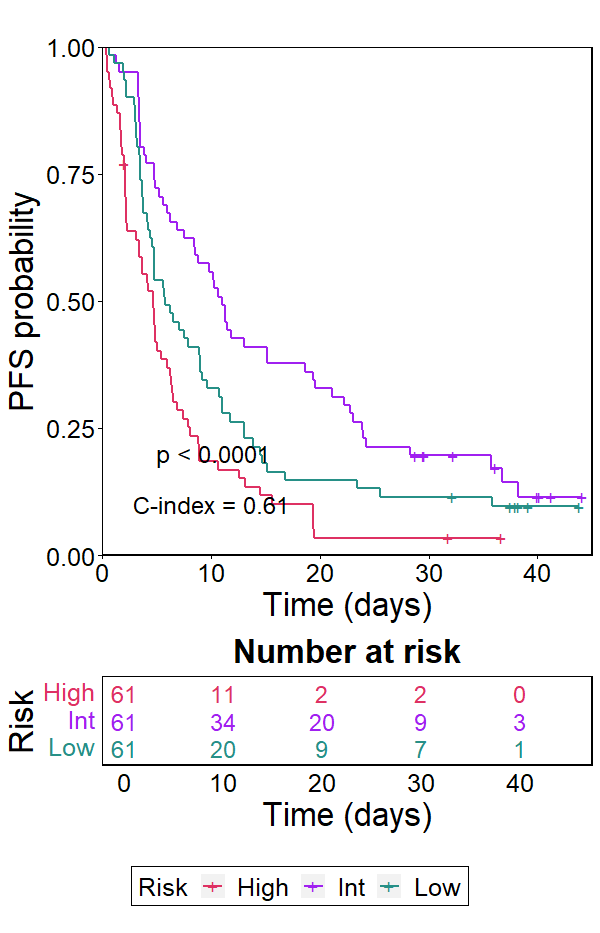 1.00
0.75
0.50
0.25
0.00
PFS probability
p < 0.0001
C-index = 0.61
0 10 20 30 40
Time (days)
Number at risk
Risk
High 61 11 2 2 0
Int 61 34 20 9 3
Low 61 20 9 7 1
0 10 20 30 40
Time (days)
Risk High Int Low